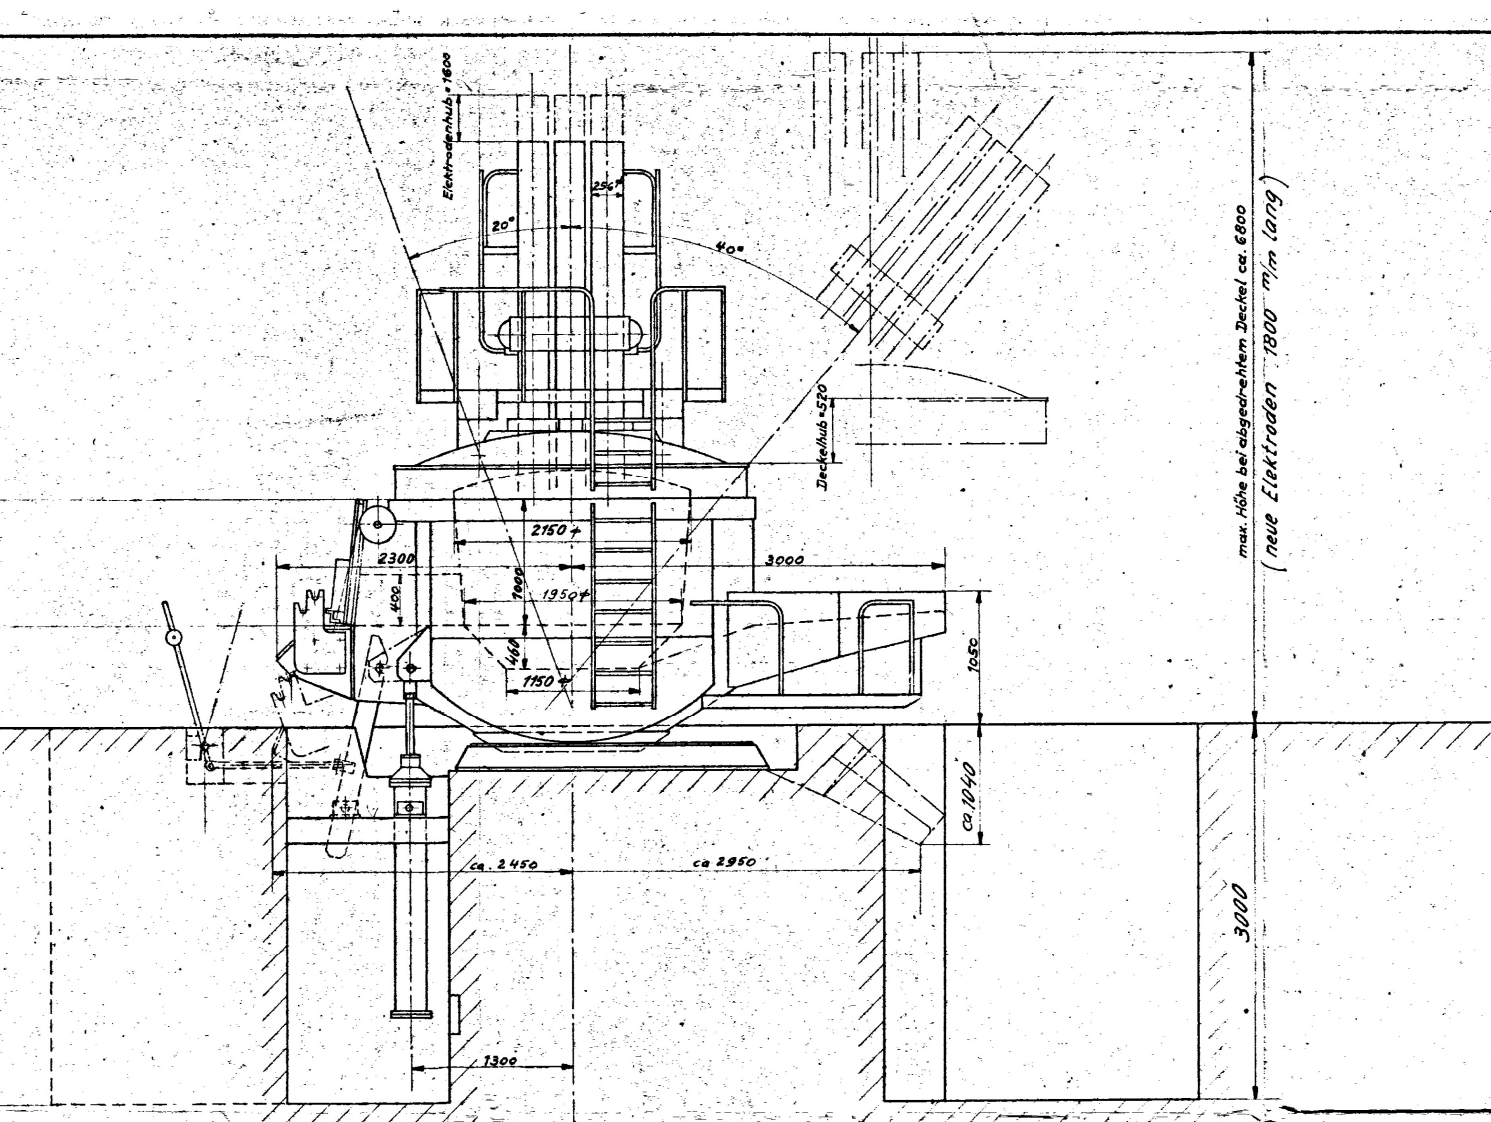 Elektrodenhub = 1600
256 ⌀
20°
40°
Deckelhub = 520
max. Höhe bei abgedrehtem Deckel ca. 6800
(neue Elektroden 1800 m/m lang)
2150 ⌀
2300
3000
1000
400
1950 ⌀
460
1150 ⌀
1050
ca. 1040
ca. 2450
ca 2950
3000
1300